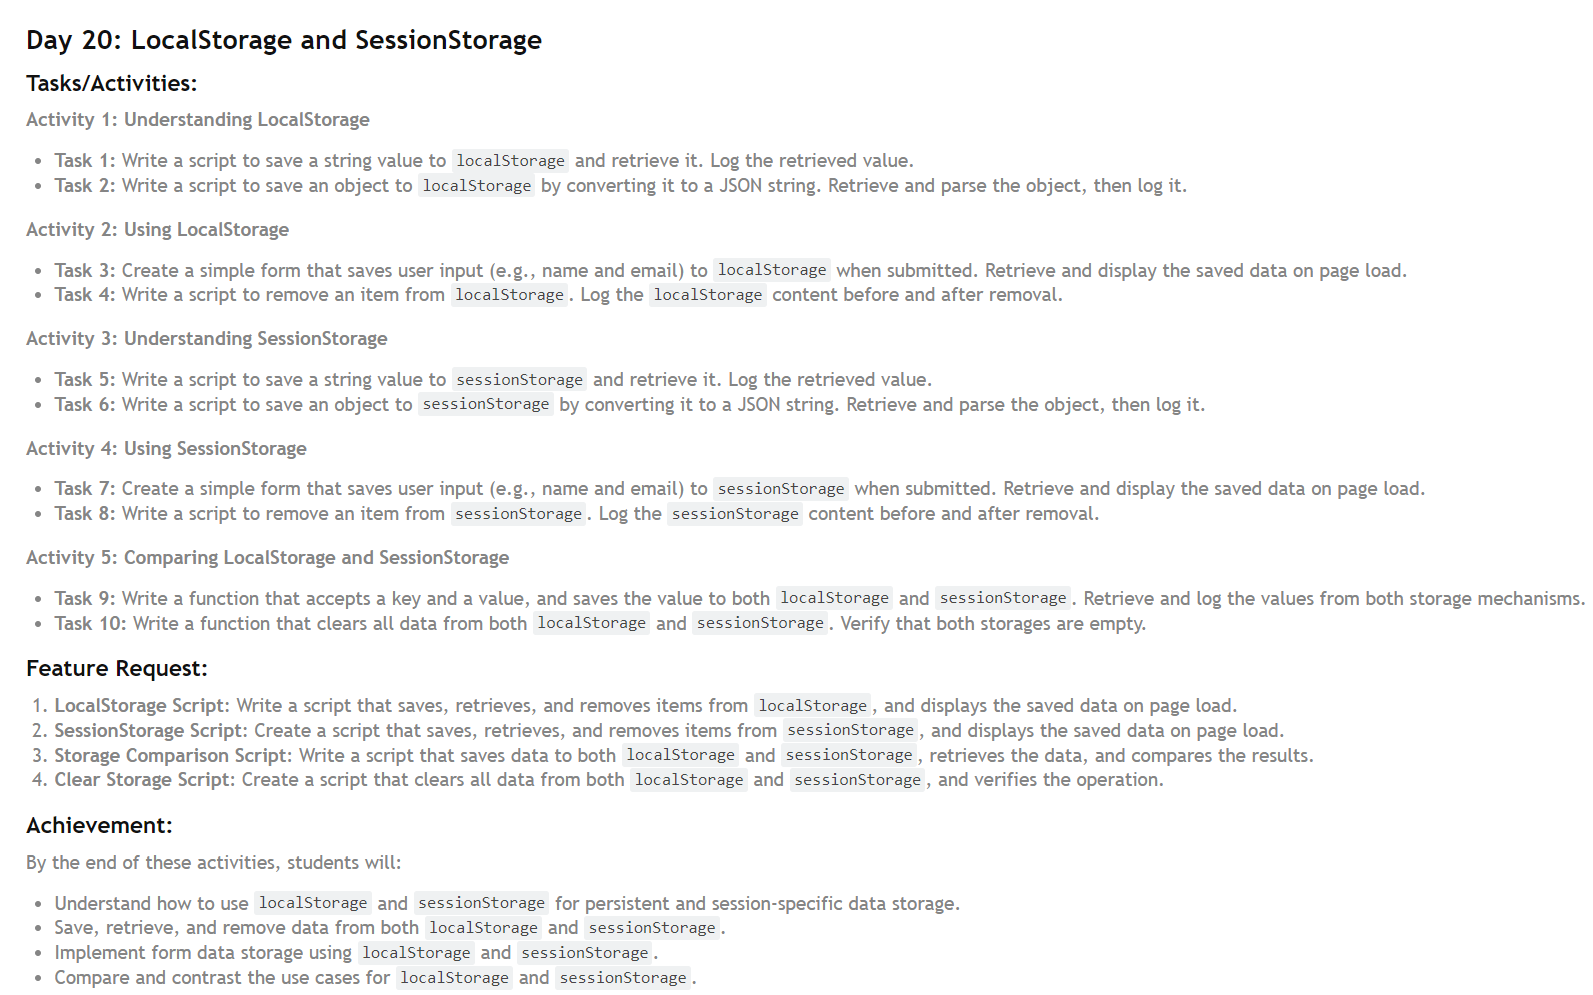 Day 20: LocalStorage and SessionStorage
Tasks/Activities:
Activity 1: Understanding LocalStorage
• Task 1: Write a script to save a string value to localStorage and retrieve it. Log the retrieved value.
• Task 2: Write a script to save an object to localStorage by converting it to a JSON string. Retrieve and parse the object, then log it.
Activity 2: Using LocalStorage
• Task 3: Create a simple form that saves user input (e.g., name and email) to localStorage when submitted. Retrieve and display the saved data on page load.
• Task 4: Write a script to remove an item from localStorage. Log the localStorage content before and after removal.
Activity 3: Understanding SessionStorage
• Task 5: Write a script to save a string value to sessionStorage and retrieve it. Log the retrieved value.
• Task 6: Write a script to save an object to sessionStorage by converting it to a JSON string. Retrieve and parse the object, then log it.
Activity 4: Using SessionStorage
• Task 7: Create a simple form that saves user input (e.g., name and email) to sessionStorage when submitted. Retrieve and display the saved data on page load.
• Task 8: Write a script to remove an item from sessionStorage. Log the sessionStorage content before and after removal.
Activity 5: Comparing LocalStorage and SessionStorage
• Task 9: Write a function that accepts a key and a value, and saves the value to both localStorage and sessionStorage. Retrieve and log the values from both storage mechanisms.
• Task 10: Write a function that clears all data from both localStorage and sessionStorage. Verify that both storages are empty.
Feature Request:
1. LocalStorage Script: Write a script that saves, retrieves, and removes items from localStorage, and displays the saved data on page load.
2. SessionStorage Script: Create a script that saves, retrieves, and removes items from sessionStorage, and displays the saved data on page load.
3. Storage Comparison Script: Write a script that saves data to both localStorage and sessionStorage, retrieves the data, and compares the results.
4. Clear Storage Script: Create a script that clears all data from both localStorage and sessionStorage, and verifies the operation.
Achievement:
By the end of these activities, students will:
• Understand how to use localStorage and sessionStorage for persistent and session-specific data storage.
• Save, retrieve, and remove data from both localStorage and sessionStorage.
• Implement form data storage using localStorage and sessionStorage.
• Compare and contrast the use cases for localStorage and sessionStorage.